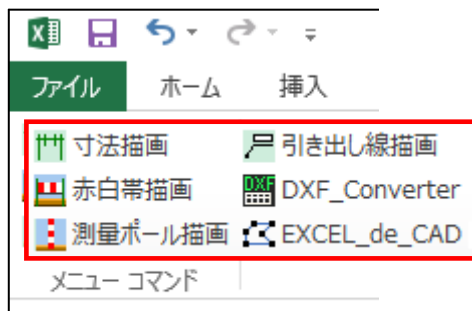 ファイル ホーム 挿入
寸法描画 引き出し線描画
赤白帯描画 DXF_Converter
測量ポール描画 EXCEL_de_CAD
メニュー コマンド